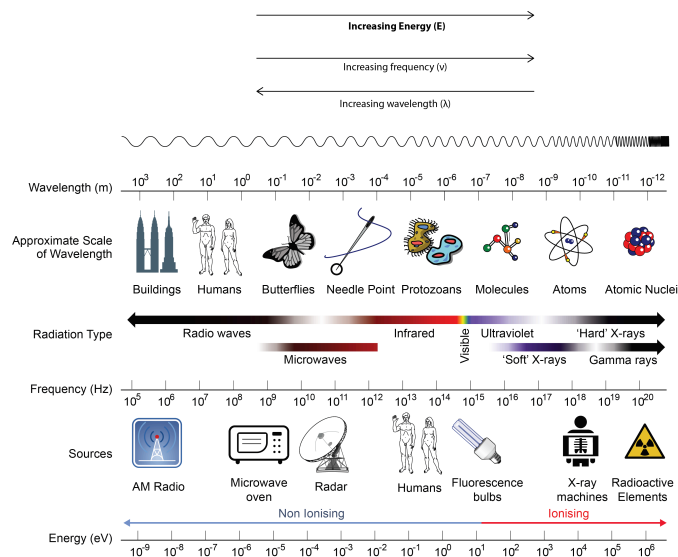 Increasing Energy (E)
Increasing frequency (ν)
Increasing wavelength (λ)
Wavelength (m)
10³ 10² 10¹ 10⁰ 10⁻¹ 10⁻² 10⁻³ 10⁻⁴ 10⁻⁵ 10⁻⁶ 10⁻⁷ 10⁻⁸ 10⁻⁹ 10⁻¹⁰ 10⁻¹¹ 10⁻¹²
Approximate Scale
of Wavelength
Buildings Humans Butterflies Needle Point Protozoans Molecules Atoms Atomic Nuclei
Radiation Type
Radio waves Infrared Visible Ultraviolet ‘Hard’ X-rays
Microwaves ‘Soft’ X-rays Gamma rays
Frequency (Hz)
10⁵ 10⁶ 10⁷ 10⁸ 10⁹ 10¹⁰ 10¹¹ 10¹² 10¹³ 10¹⁴ 10¹⁵ 10¹⁶ 10¹⁷ 10¹⁸ 10¹⁹ 10²⁰
Sources
AM Radio Microwave oven Radar Humans Fluorescence bulbs X-ray machines Radioactive Elements
Non Ionising Ionising
Energy (eV)
10⁻⁹ 10⁻⁸ 10⁻⁷ 10⁻⁶ 10⁻⁵ 10⁻⁴ 10⁻³ 10⁻² 10⁻¹ 10⁰ 10¹ 10² 10³ 10⁴ 10⁵ 10⁶